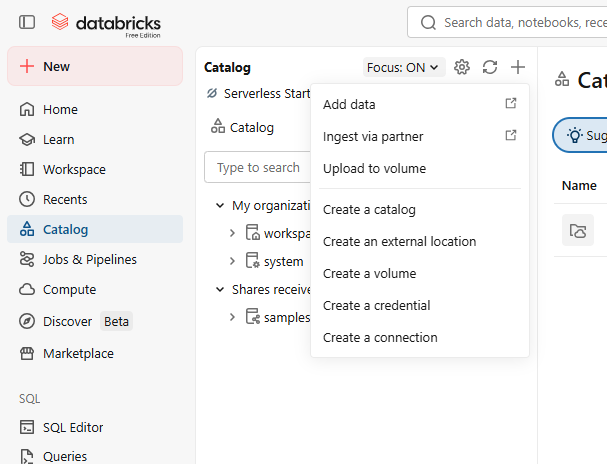 databricks
Free Edition
Search data, notebooks, rece
New
Home
Learn
Workspace
Recents
Catalog
Jobs & Pipelines
Compute
Discover Beta
Marketplace
SQL
SQL Editor
Queries
Catalog
Focus: ON
Serverless Start
Catalog
Type to search
My organizati
workspa
system
Shares receive
samples
Add data
Ingest via partner
Upload to volume
Create a catalog
Create an external location
Create a volume
Create a credential
Create a connection
Cat
Sug
Name